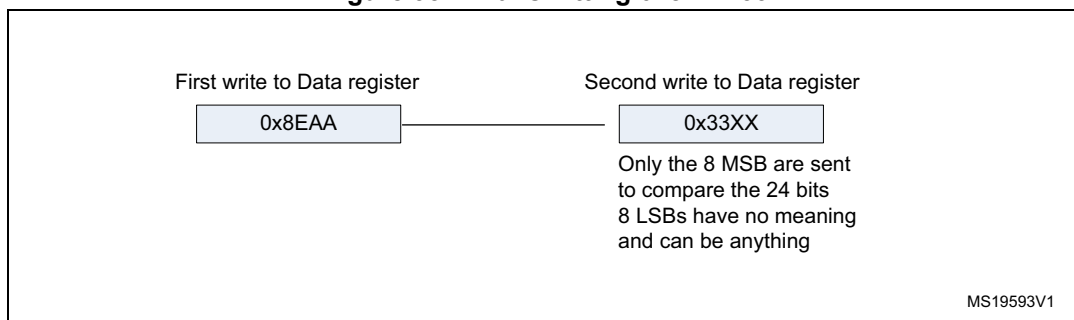 First write to Data register
Second write to Data register
0x8EAA
0x33XX
Only the 8 MSB are sent
to compare the 24 bits
8 LSBs have no meaning
and can be anything
MS19593V1